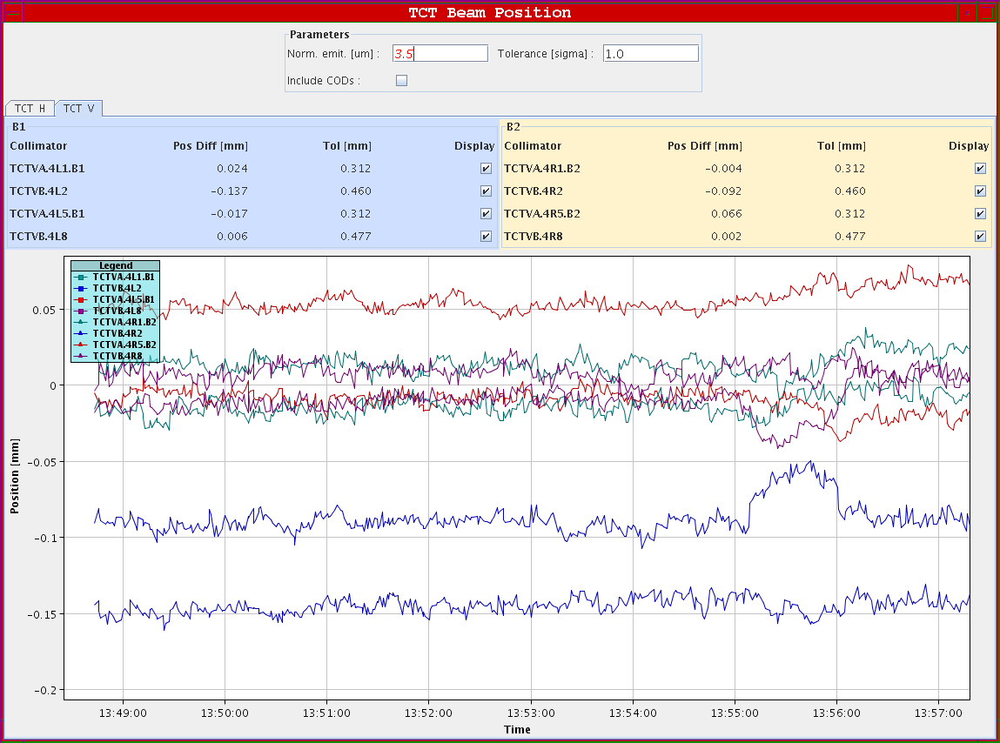 TCT Beam Position
Parameters
Norm. emit. [um] : 3.5 Tolerance [sigma] : 1.0
Include CODs :
TCT H TCT V
B1
Collimator Pos Diff [mm] Tol [mm] Display
TCTVA.4L1.B1 0.024 0.312
TCTVB.4L2 -0.137 0.460
TCTVA.4L5.B1 -0.017 0.312
TCTVB.4L8 0.006 0.477
B2
Collimator Pos Diff [mm] Tol [mm] Display
TCTVA.4R1.B2 -0.004 0.312
TCTVB.4R2 -0.092 0.460
TCTVA.4R5.B2 0.066 0.312
TCTVB.4R8 0.002 0.477
Legend
TCTVA.4L1.B1
TCTVB.4L2
TCTVA.4L5.B1
TCTVB.4L8
TCTVA.4R1.B2
TCTVB.4R2
TCTVA.4R5.B2
TCTVB.4R8
Position [mm]
0.05
0
-0.05
-0.1
-0.15
-0.2
13:49:00 13:50:00 13:51:00 13:52:00 13:53:00 13:54:00 13:55:00 13:56:00 13:57:00
Time